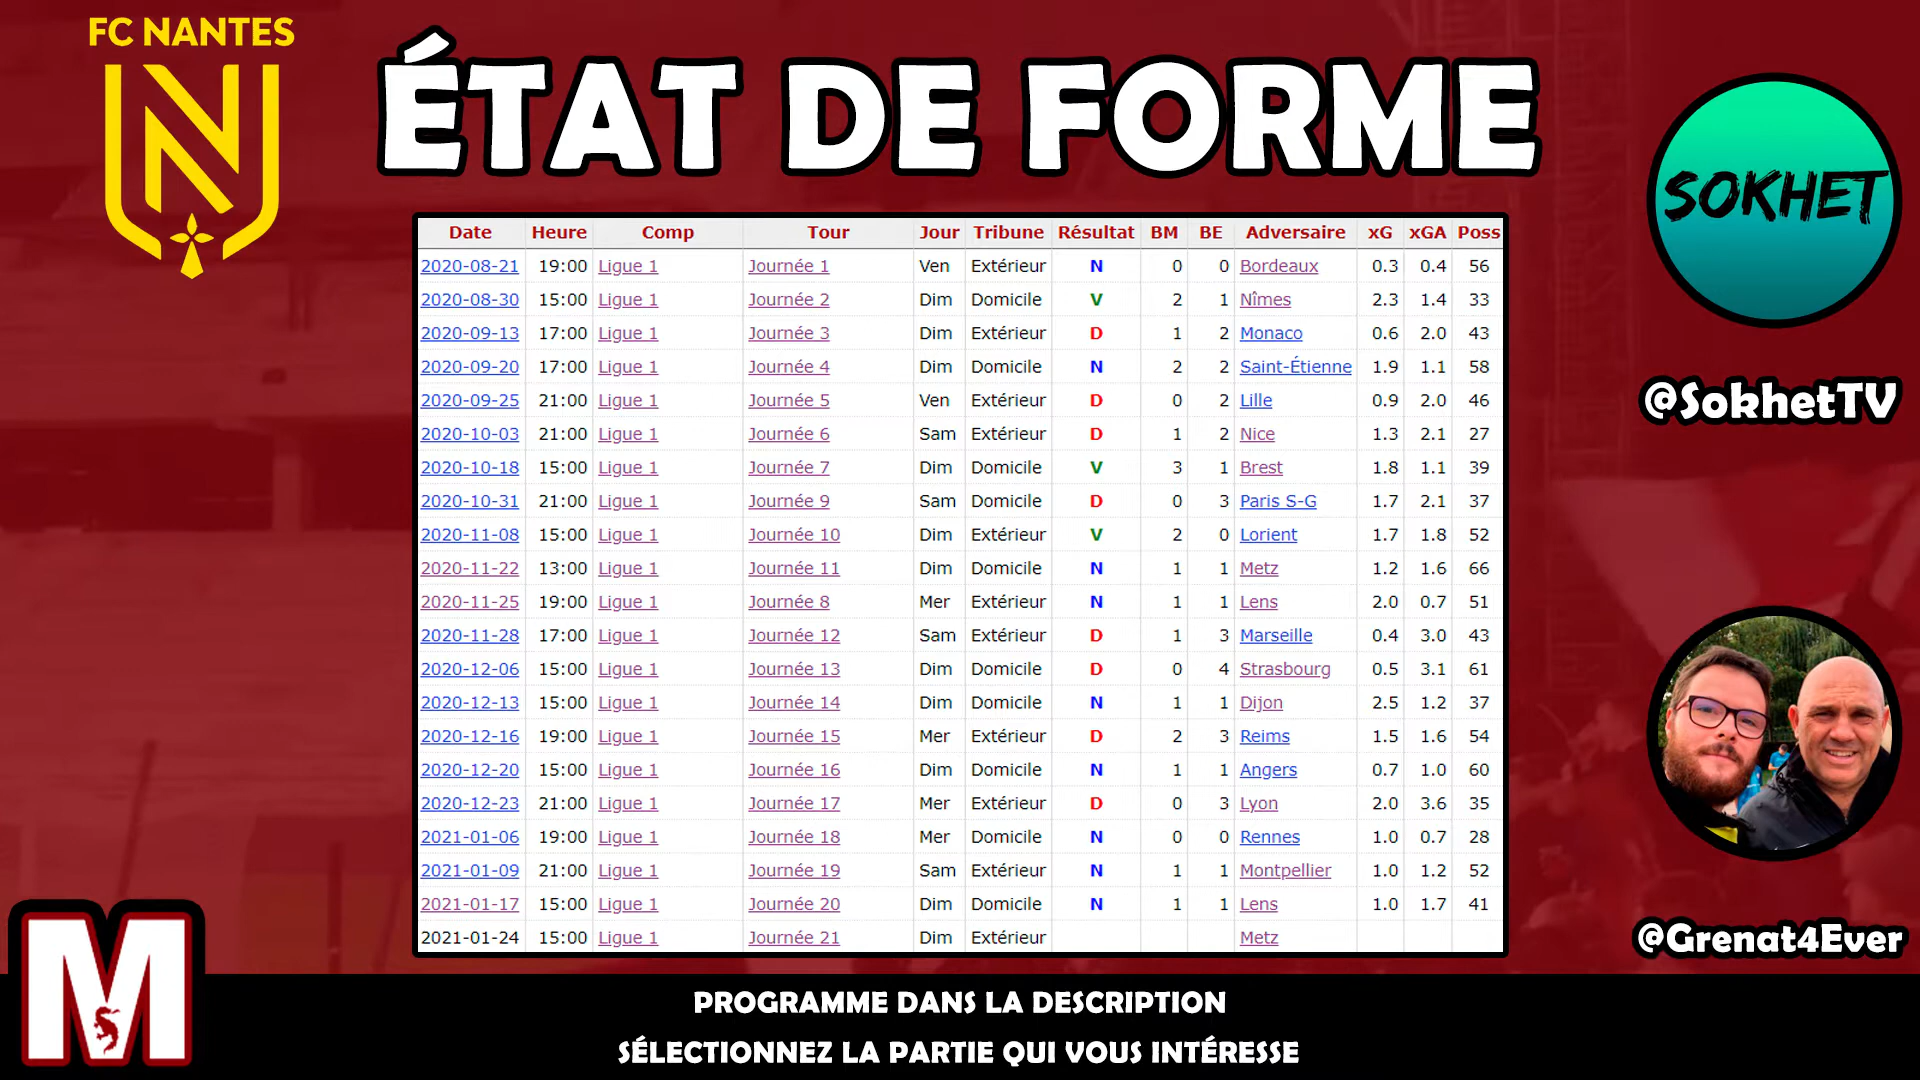 FC NANTES
ÉTAT DE FORME
SOKHET
Date Heure Comp Tour Jour Tribune Résultat BM BE Adversaire xG xGA Poss
2020-08-21 19:00 Ligue 1 Journée 1 Ven Extérieur N 0 0 Bordeaux 0.3 0.4 56
2020-08-30 15:00 Ligue 1 Journée 2 Dim Domicile V 2 1 Nîmes 2.3 1.4 33
2020-09-13 17:00 Ligue 1 Journée 3 Dim Extérieur D 1 2 Monaco 0.6 2.0 43
2020-09-20 17:00 Ligue 1 Journée 4 Dim Domicile N 2 2 Saint-Étienne 1.9 1.1 58
2020-09-25 21:00 Ligue 1 Journée 5 Ven Extérieur D 0 2 Lille 0.9 2.0 46
2020-10-03 21:00 Ligue 1 Journée 6 Sam Extérieur D 1 2 Nice 1.3 2.1 27
2020-10-18 15:00 Ligue 1 Journée 7 Dim Domicile V 3 1 Brest 1.8 1.1 39
2020-10-31 21:00 Ligue 1 Journée 9 Sam Domicile D 0 3 Paris S-G 1.7 2.1 37
2020-11-08 15:00 Ligue 1 Journée 10 Dim Extérieur V 2 0 Lorient 1.7 1.8 52
2020-11-22 13:00 Ligue 1 Journée 11 Dim Domicile N 1 1 Metz 1.2 1.6 66
2020-11-25 19:00 Ligue 1 Journée 8 Mer Extérieur N 1 1 Lens 2.0 0.7 51
2020-11-28 17:00 Ligue 1 Journée 12 Sam Extérieur D 1 3 Marseille 0.4 3.0 43
2020-12-06 15:00 Ligue 1 Journée 13 Dim Domicile D 0 4 Strasbourg 0.5 3.1 61
2020-12-13 15:00 Ligue 1 Journée 14 Dim Domicile N 1 1 Dijon 2.5 1.2 37
2020-12-16 19:00 Ligue 1 Journée 15 Mer Extérieur D 2 3 Reims 1.5 1.6 54
2020-12-20 15:00 Ligue 1 Journée 16 Dim Domicile N 1 1 Angers 0.7 1.0 60
2020-12-23 21:00 Ligue 1 Journée 17 Mer Extérieur D 0 3 Lyon 2.0 3.6 35
2021-01-06 19:00 Ligue 1 Journée 18 Mer Domicile N 0 0 Rennes 1.0 0.7 28
2021-01-09 21:00 Ligue 1 Journée 19 Sam Extérieur N 1 1 Montpellier 1.0 1.2 52
2021-01-17 15:00 Ligue 1 Journée 20 Dim Domicile N 1 1 Lens 1.0 1.7 41
2021-01-24 15:00 Ligue 1 Journée 21 Dim Extérieur Metz
@SokhetTV
@Grenat4Ever
M
PROGRAMME DANS LA DESCRIPTION
SÉLECTIONNEZ LA PARTIE QUI VOUS INTÉRESSE